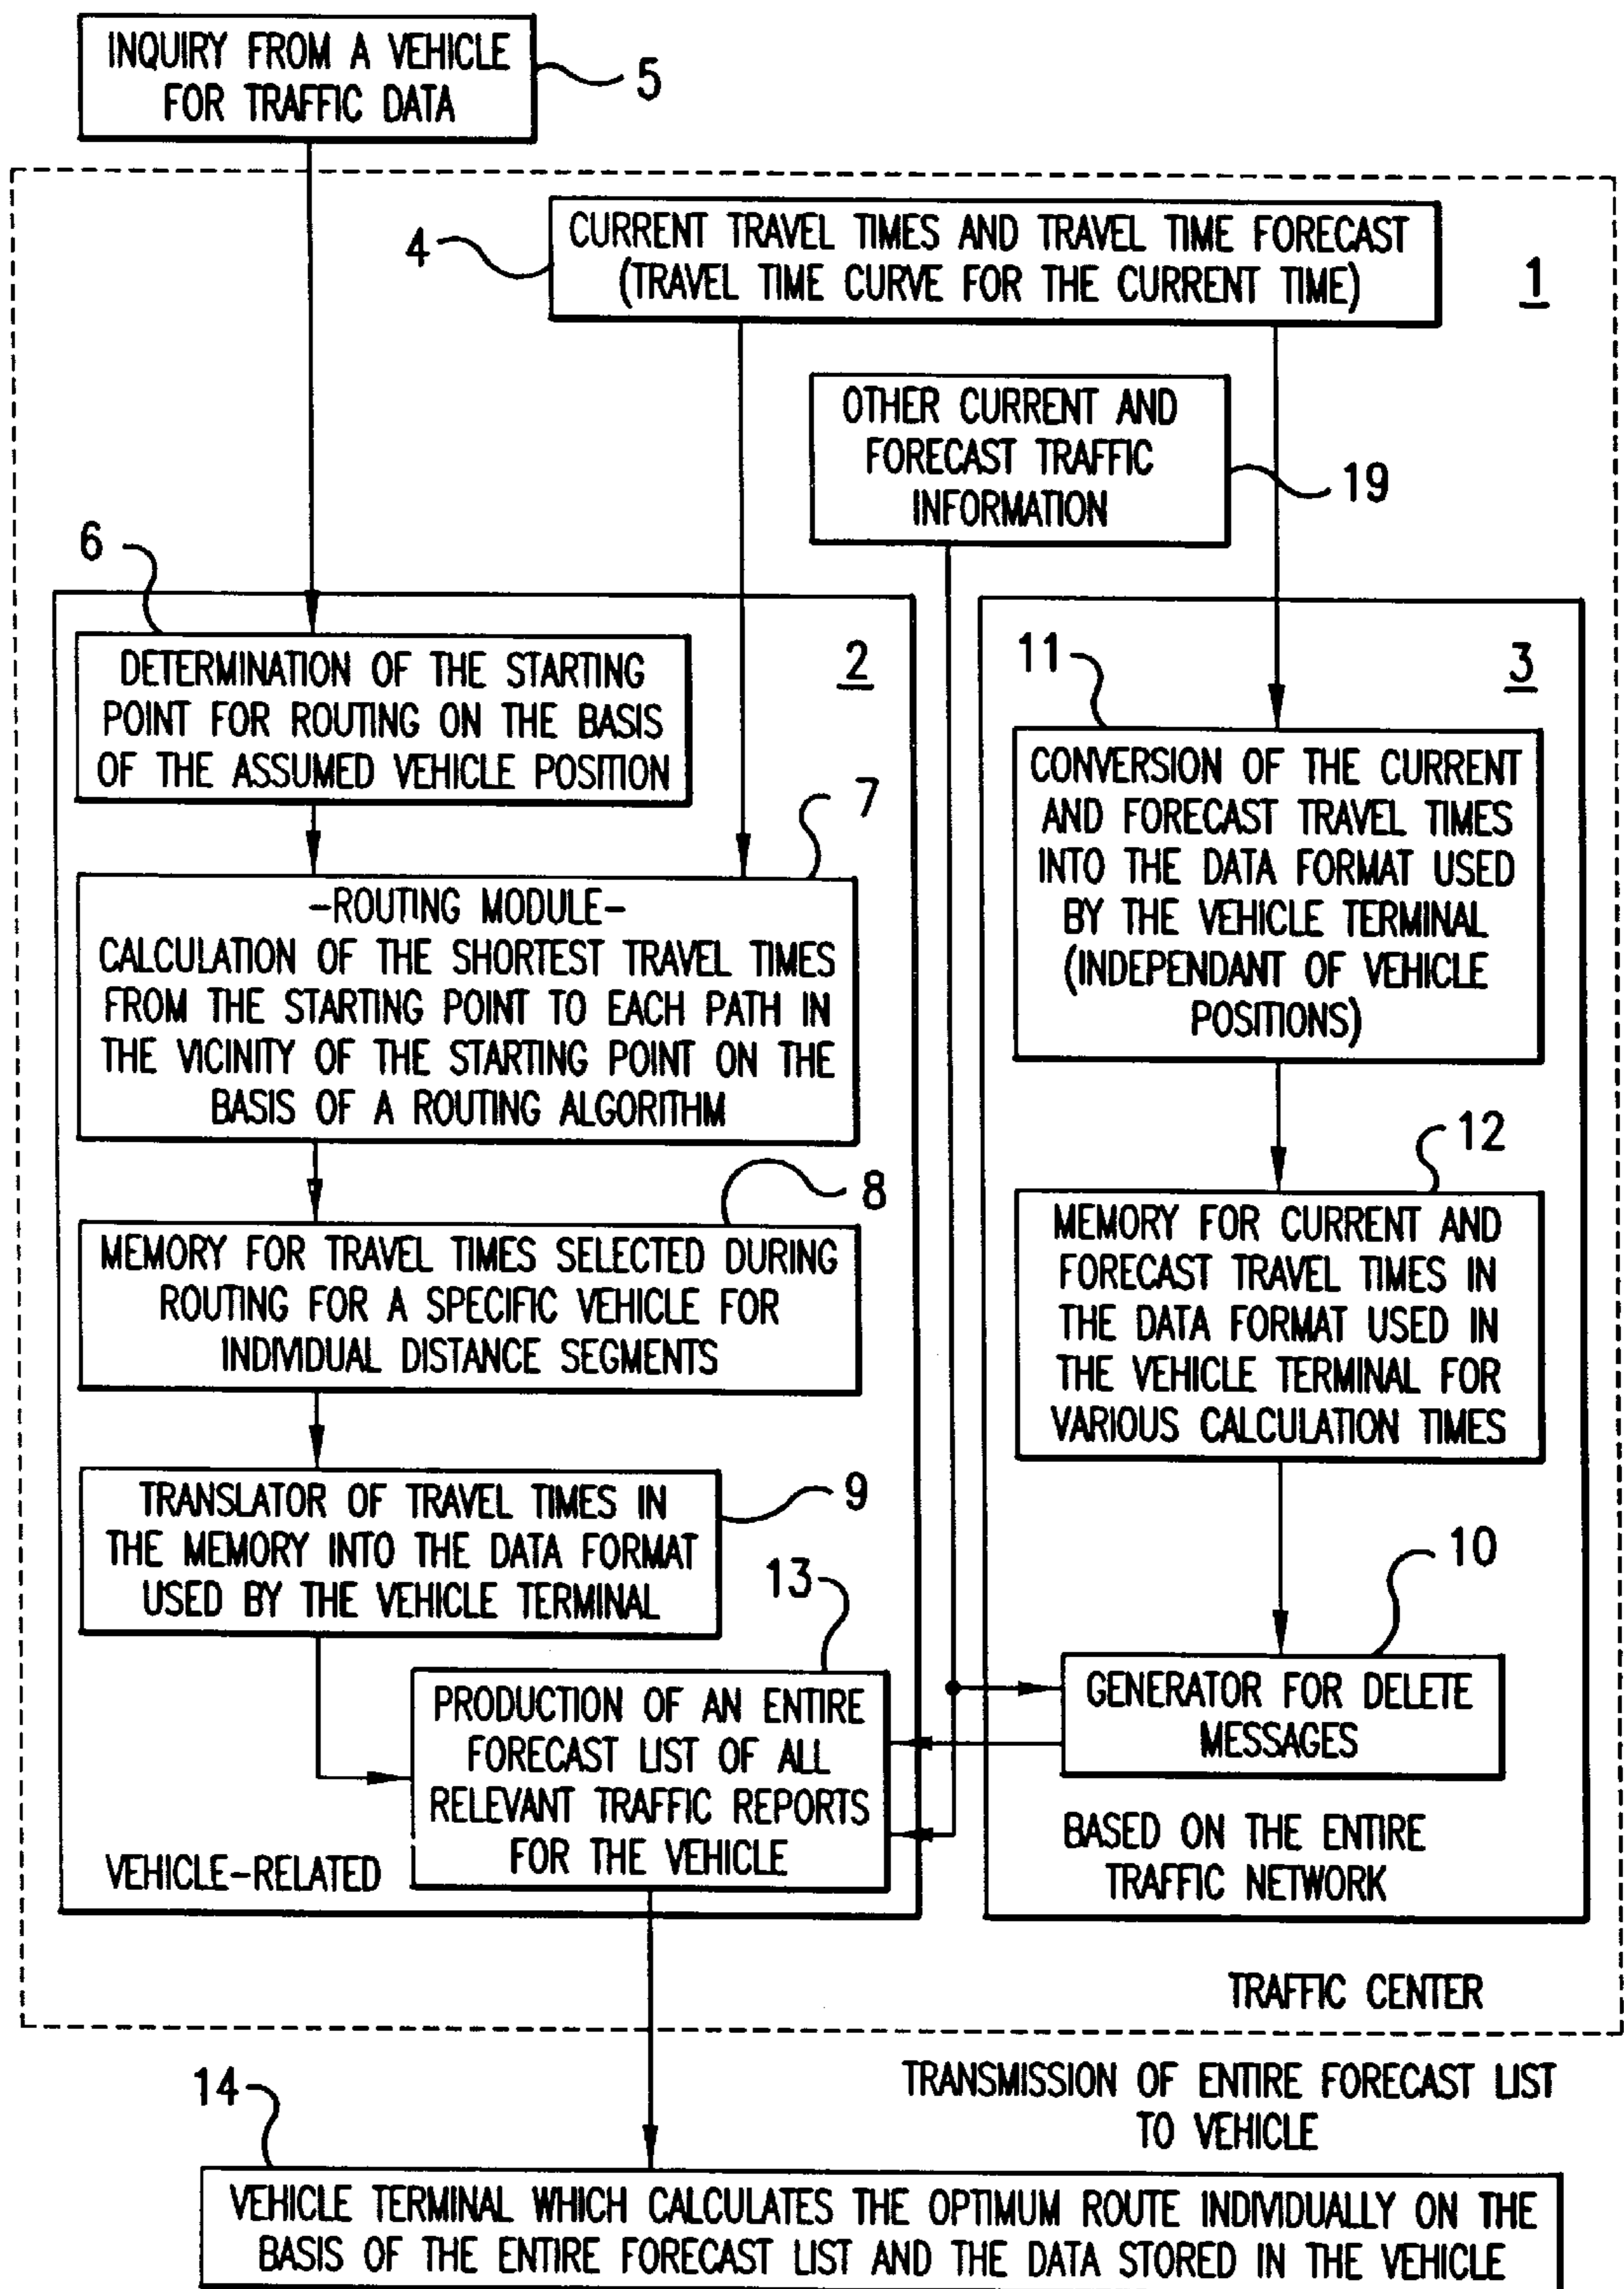 INQUIRY FROM A VEHICLE
FOR TRAFFIC DATA
5
4
CURRENT TRAVEL TIMES AND TRAVEL TIME FORECAST
(TRAVEL TIME CURVE FOR THE CURRENT TIME)
1
OTHER CURRENT AND
FORECAST TRAFFIC
INFORMATION
19
6
2
DETERMINATION OF THE STARTING
POINT FOR ROUTING ON THE BASIS
OF THE ASSUMED VEHICLE POSITION
7
-ROUTING MODULE-
CALCULATION OF THE SHORTEST TRAVEL TIMES
FROM THE STARTING POINT TO EACH PATH IN
THE VICINITY OF THE STARTING POINT ON THE
BASIS OF A ROUTING ALGORITHM
8
MEMORY FOR TRAVEL TIMES SELECTED DURING
ROUTING FOR A SPECIFIC VEHICLE FOR
INDIVIDUAL DISTANCE SEGMENTS
TRANSLATOR OF TRAVEL TIMES IN
THE MEMORY INTO THE DATA FORMAT
USED BY THE VEHICLE TERMINAL
9
13
PRODUCTION OF AN ENTIRE
FORECAST LIST OF ALL
RELEVANT TRAFFIC REPORTS
FOR THE VEHICLE
VEHICLE-RELATED
11
3
CONVERSION OF THE CURRENT
AND FORECAST TRAVEL TIMES
INTO THE DATA FORMAT USED
BY THE VEHICLE TERMINAL
(INDEPENDANT OF VEHICLE
POSITIONS)
12
MEMORY FOR CURRENT AND
FORECAST TRAVEL TIMES IN
THE DATA FORMAT USED IN
THE VEHICLE TERMINAL FOR
VARIOUS CALCULATION TIMES
10
GENERATOR FOR DELETE
MESSAGES
BASED ON THE ENTIRE
TRAFFIC NETWORK
TRAFFIC CENTER
TRANSMISSION OF ENTIRE FORECAST LIST
TO VEHICLE
14
VEHICLE TERMINAL WHICH CALCULATES THE OPTIMUM ROUTE INDIVIDUALLY ON THE
BASIS OF THE ENTIRE FORECAST LIST AND THE DATA STORED IN THE VEHICLE